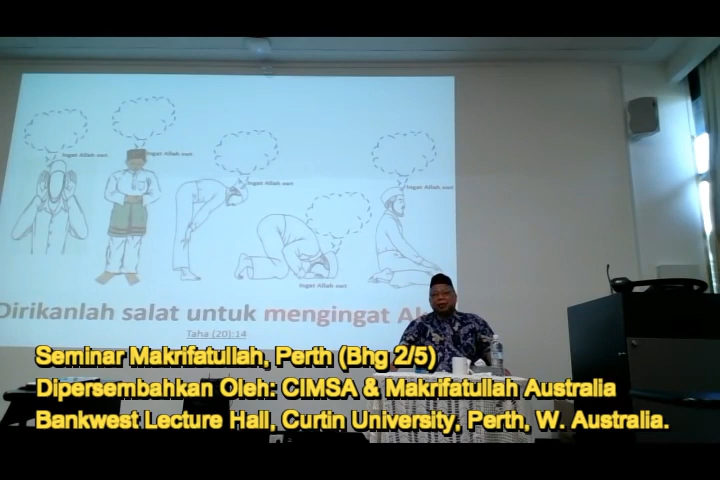 Ingat Allah swt
Ingat Allah swt
Ingat Allah swt
Ingat Allah swt
Ingat Allah swt
Dirikanlah salat untuk mengingat
Taha (20):14
Seminar Makrifatullah, Perth (Bhg 2/5)
Dipersembahkan Oleh: CIMSA & Makrifatullah Australia
Bankwest Lecture Hall, Curtin University, Perth, W. Australia.